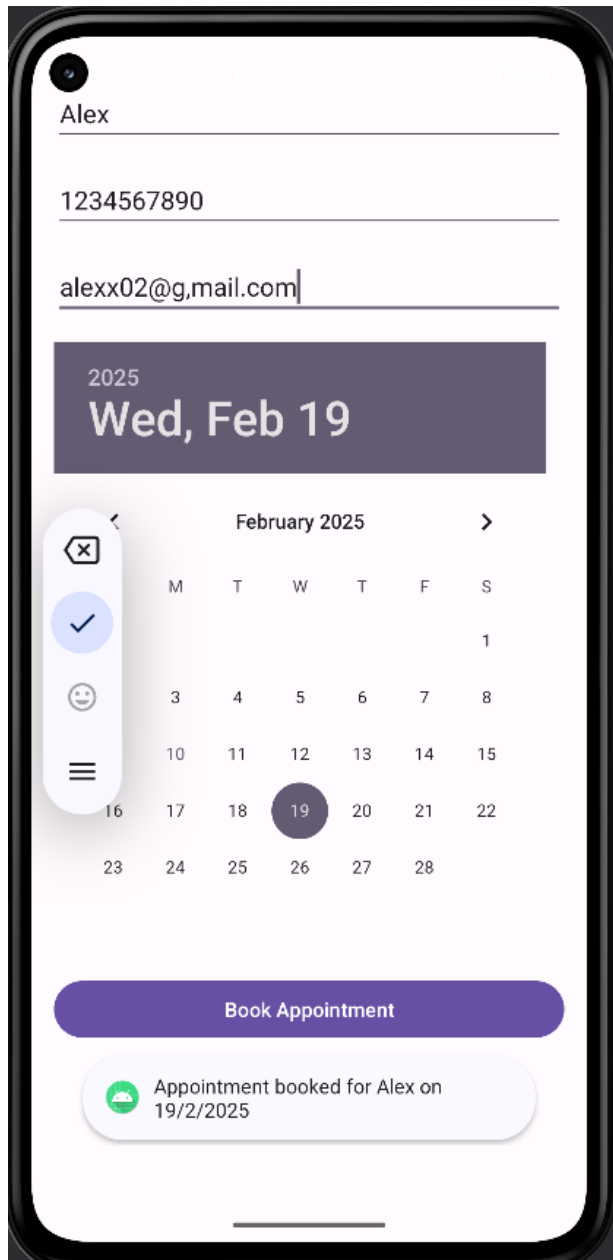 Alex
1234567890
alexx02@g,mail.com
2025
Wed, Feb 19
February 2025
M T W T F S
1
3 4 5 6 7 8
10 11 12 13 14 15
16 17 18 19 20 21 22
23 24 25 26 27 28
Book Appointment
Appointment booked for Alex on
19/2/2025